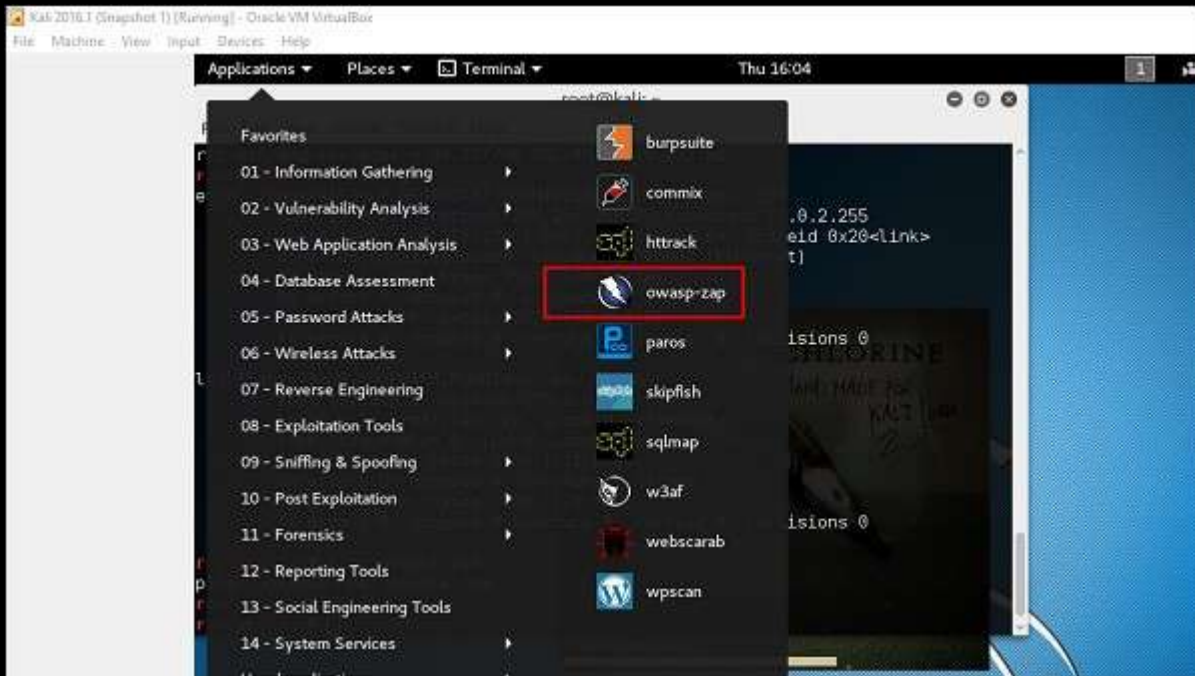 Kali 2016.1 (Snapshot 1) [Running] - Oracle VM VirtualBox
File Machine View Input Devices Help
Applications Places Terminal Thu 16:04 1
root@kali: ~
Favorites
01 - Information Gathering
02 - Vulnerability Analysis
03 - Web Application Analysis
04 - Database Assessment
05 - Password Attacks
06 - Wireless Attacks
07 - Reverse Engineering
08 - Exploitation Tools
09 - Sniffing & Spoofing
10 - Post Exploitation
11 - Forensics
12 - Reporting Tools
13 - Social Engineering Tools
14 - System Services
burpsuite
commix
httrack
owasp-zap
paros
skipfish
sqlmap
w3af
webscarab
wpscan
.0.2.255
eid 0x20<link>
t)
isions 0
isions 0